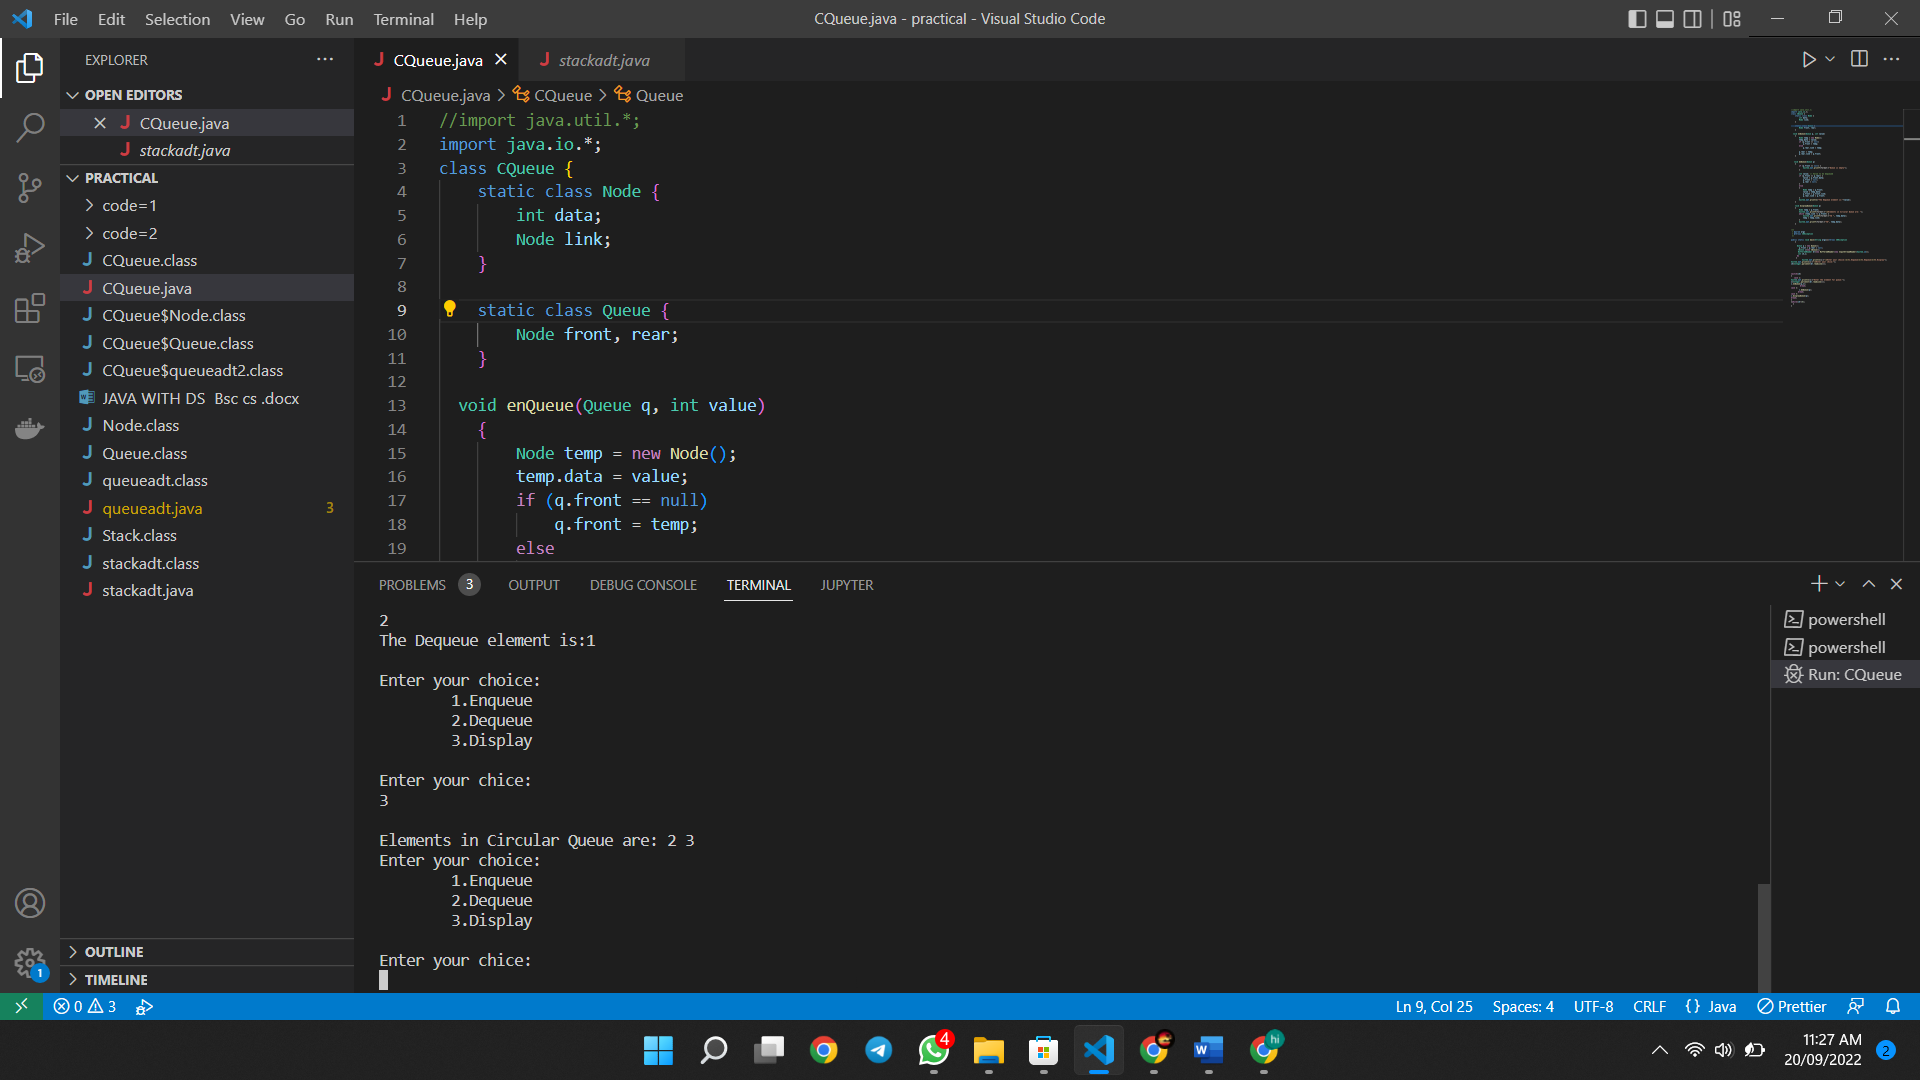 File Edit Selection View Go Run Terminal Help
CQueue.java - practical - Visual Studio Code
EXPLORER
OPEN EDITORS
CQueue.java
stackadt.java
PRACTICAL
code=1
code=2
CQueue.class
CQueue.java
CQueue$Node.class
CQueue$Queue.class
CQueue$queueadt2.class
JAVA WITH DS Bsc cs .docx
Node.class
Queue.class
queueadt.class
queueadt.java 3
Stack.class
stackadt.class
stackadt.java
OUTLINE
TIMELINE
CQueue.java stackadt.java
CQueue.java > CQueue > Queue
1 //import java.util.*;
2 import java.io.*;
3 class CQueue {
4 static class Node {
5 int data;
6 Node link;
7 }
8
9 static class Queue {
10 Node front, rear;
11 }
12
13 void enQueue(Queue q, int value)
14 {
15 Node temp = new Node();
16 temp.data = value;
17 if (q.front == null)
18 q.front = temp;
19 else
PROBLEMS 3 OUTPUT DEBUG CONSOLE TERMINAL JUPYTER
2
The Dequeue element is:1
Enter your choice:
1.Enqueue
2.Dequeue
3.Display
Enter your chice:
3
Elements in Circular Queue are: 2 3
Enter your choice:
1.Enqueue
2.Dequeue
3.Display
Enter your chice:
powershell
powershell
Run: CQueue
1
0 3
Ln 9, Col 25 Spaces: 4 UTF-8 CRLF {} Java Prettier
4
hi
11:27 AM
20/09/2022
2